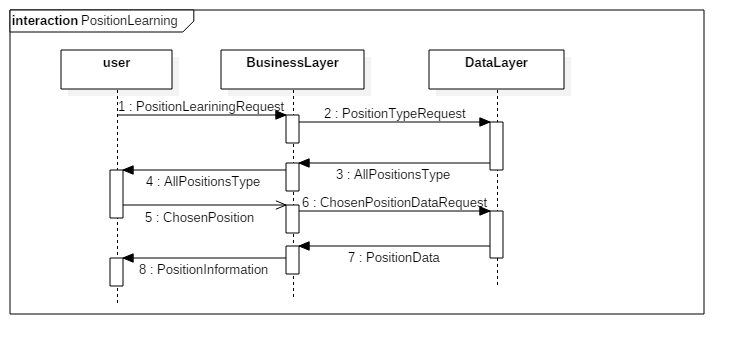 interaction PositionLearning
user
BusinessLayer
DataLayer
1 : PositionLeariningRequest
2 : PositionTypeRequest
3 : AllPositionsType
4 : AllPositionsType
5 : ChosenPosition
6 : ChosenPositionDataRequest
7 : PositionData
8 : PositionInformation